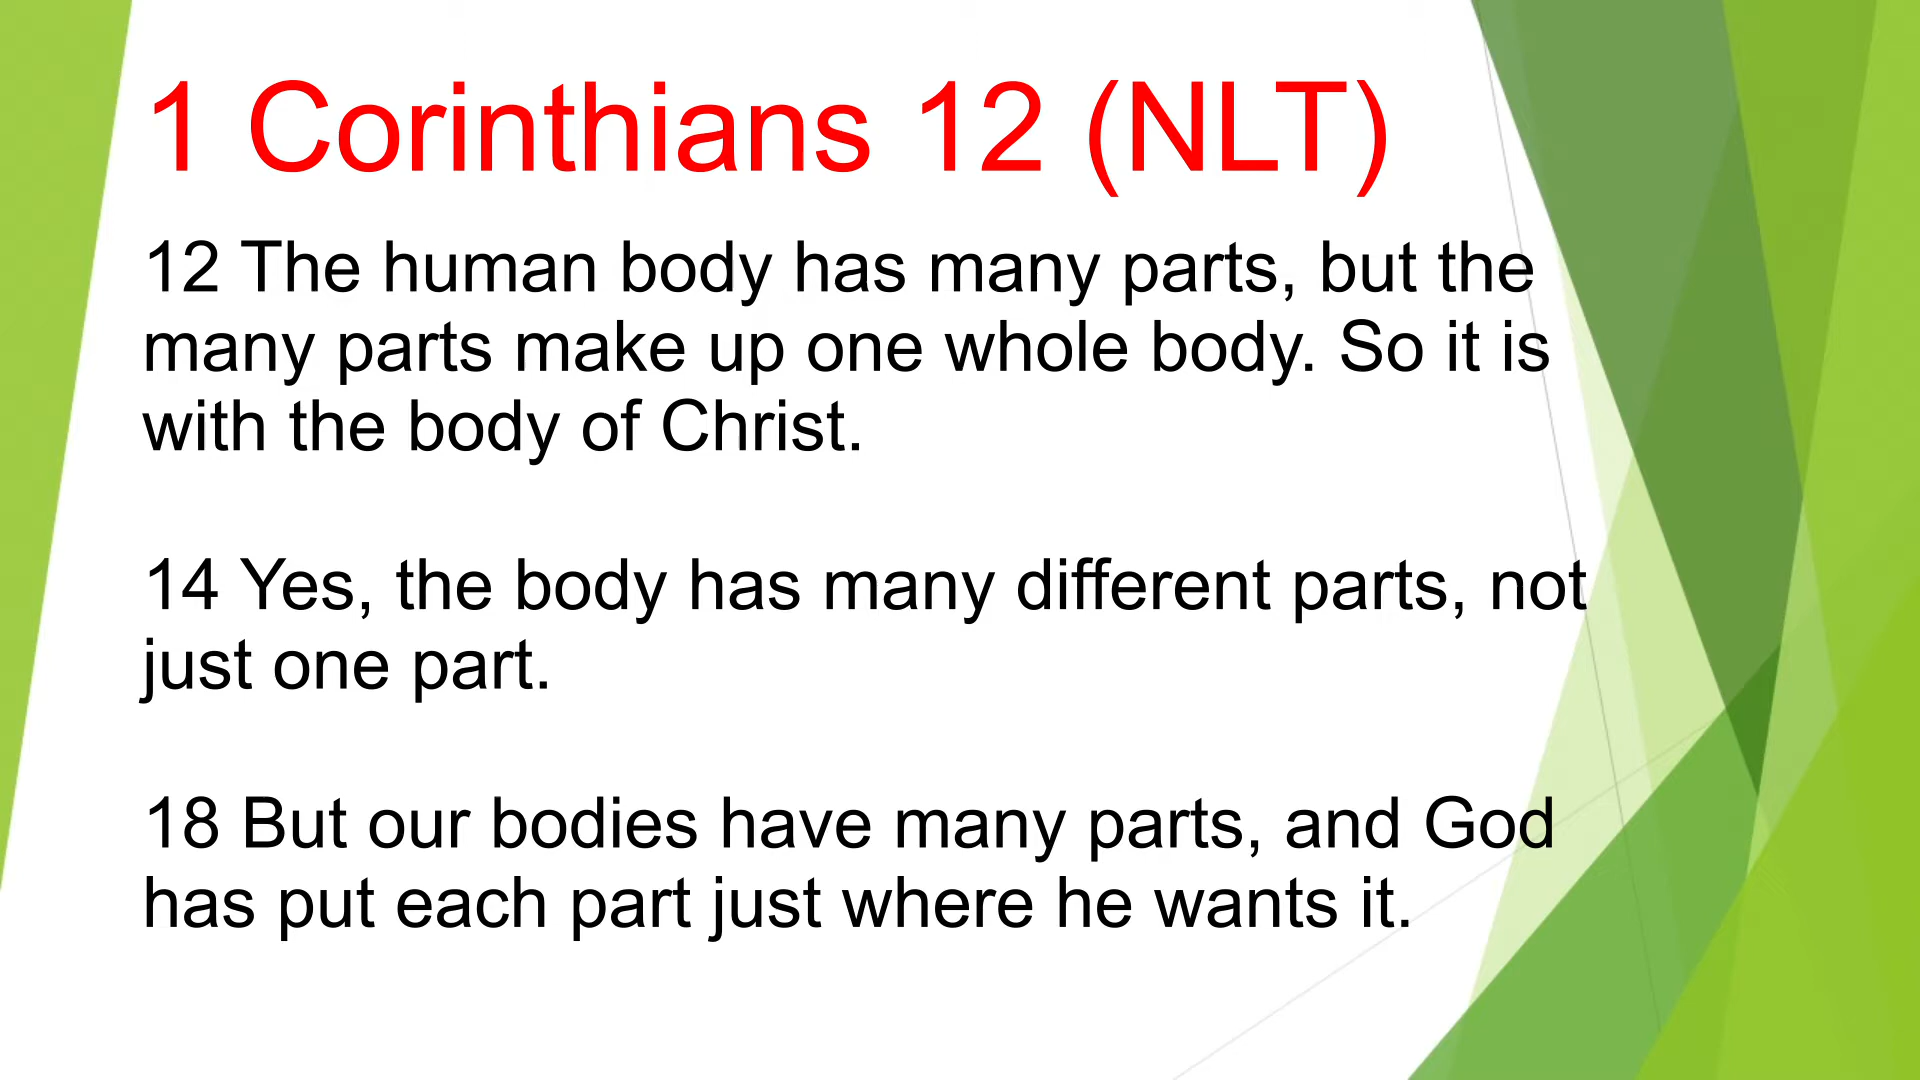 1 Corinthians 12 (NLT)
12 The human body has many parts, but the
many parts make up one whole body. So it is
with the body of Christ.
14 Yes, the body has many different parts, not
just one part.
18 But our bodies have many parts, and God
has put each part just where he wants it.